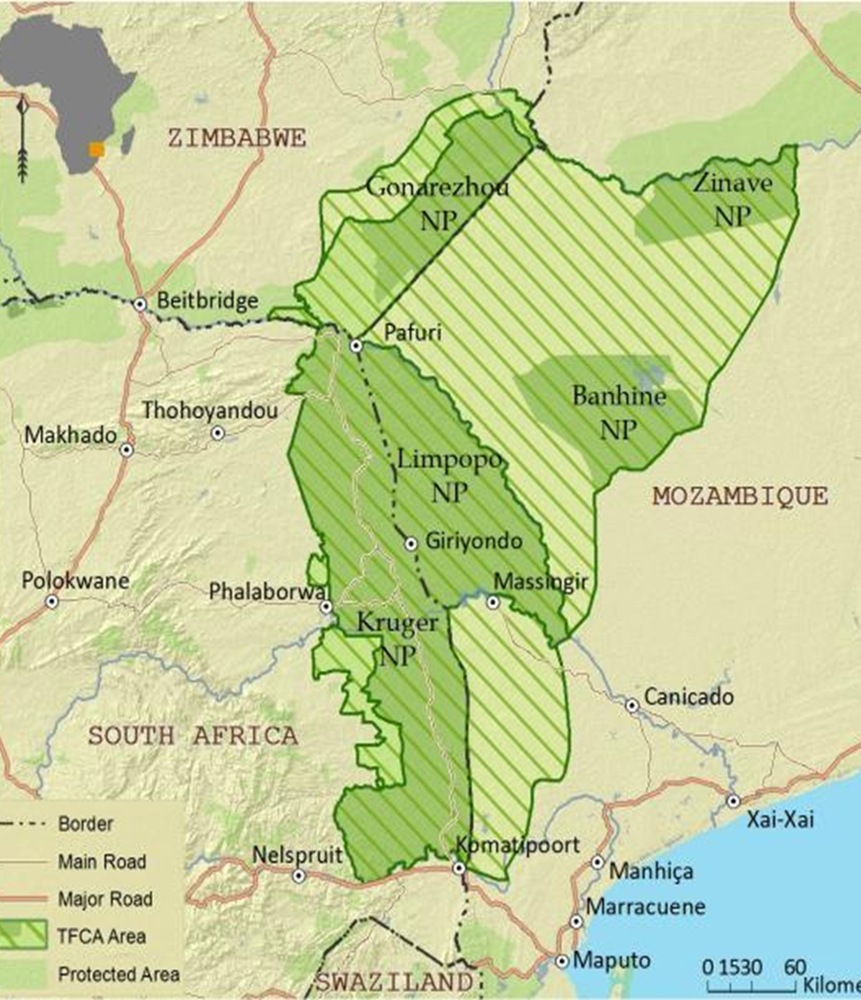 ZIMBABWE
Gonarezhou
NP
Zinave
NP
Beitbridge
Pafuri
Banhine
NP
Thohoyandou
Makhado
Limpopo
NP
MOZAMBIQUE
Giriyondo
Polokwane
Phalaborwa
Massingir
Kruger
NP
Canicado
SOUTH AFRICA
Xai-Xai
Border
Main Road
Major Road
TFCA Area
Protected Area
Nelspruit
Komatipoort
Manhiça
Marracuene
Maputo
SWAZILAND
0 1530 60
Kilome